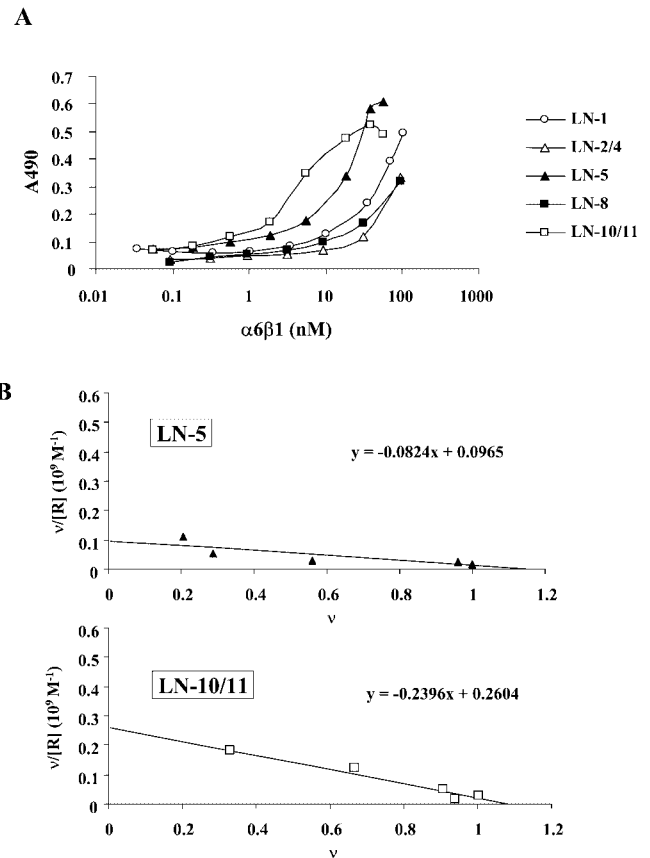 A
A490
0.7
0.6
0.5
0.4
0.3
0.2
0.1
0
0.01
0.1
1
10
100
1000
α6β1 (nM)
LN-1
LN-2/4
LN-5
LN-8
LN-10/11
B
ν/[R] (10⁹ M⁻¹)
0.6
0.5
0.4
0.3
0.2
0.1
0
LN-5
y = -0.0824x + 0.0965
0
0.2
0.4
0.6
0.8
1
1.2
ν
ν/[R] (10⁹ M⁻¹)
0.6
0.5
0.4
0.3
0.2
0.1
0
LN-10/11
y = -0.2396x + 0.2604
0
0.2
0.4
0.6
0.8
1
1.2
ν